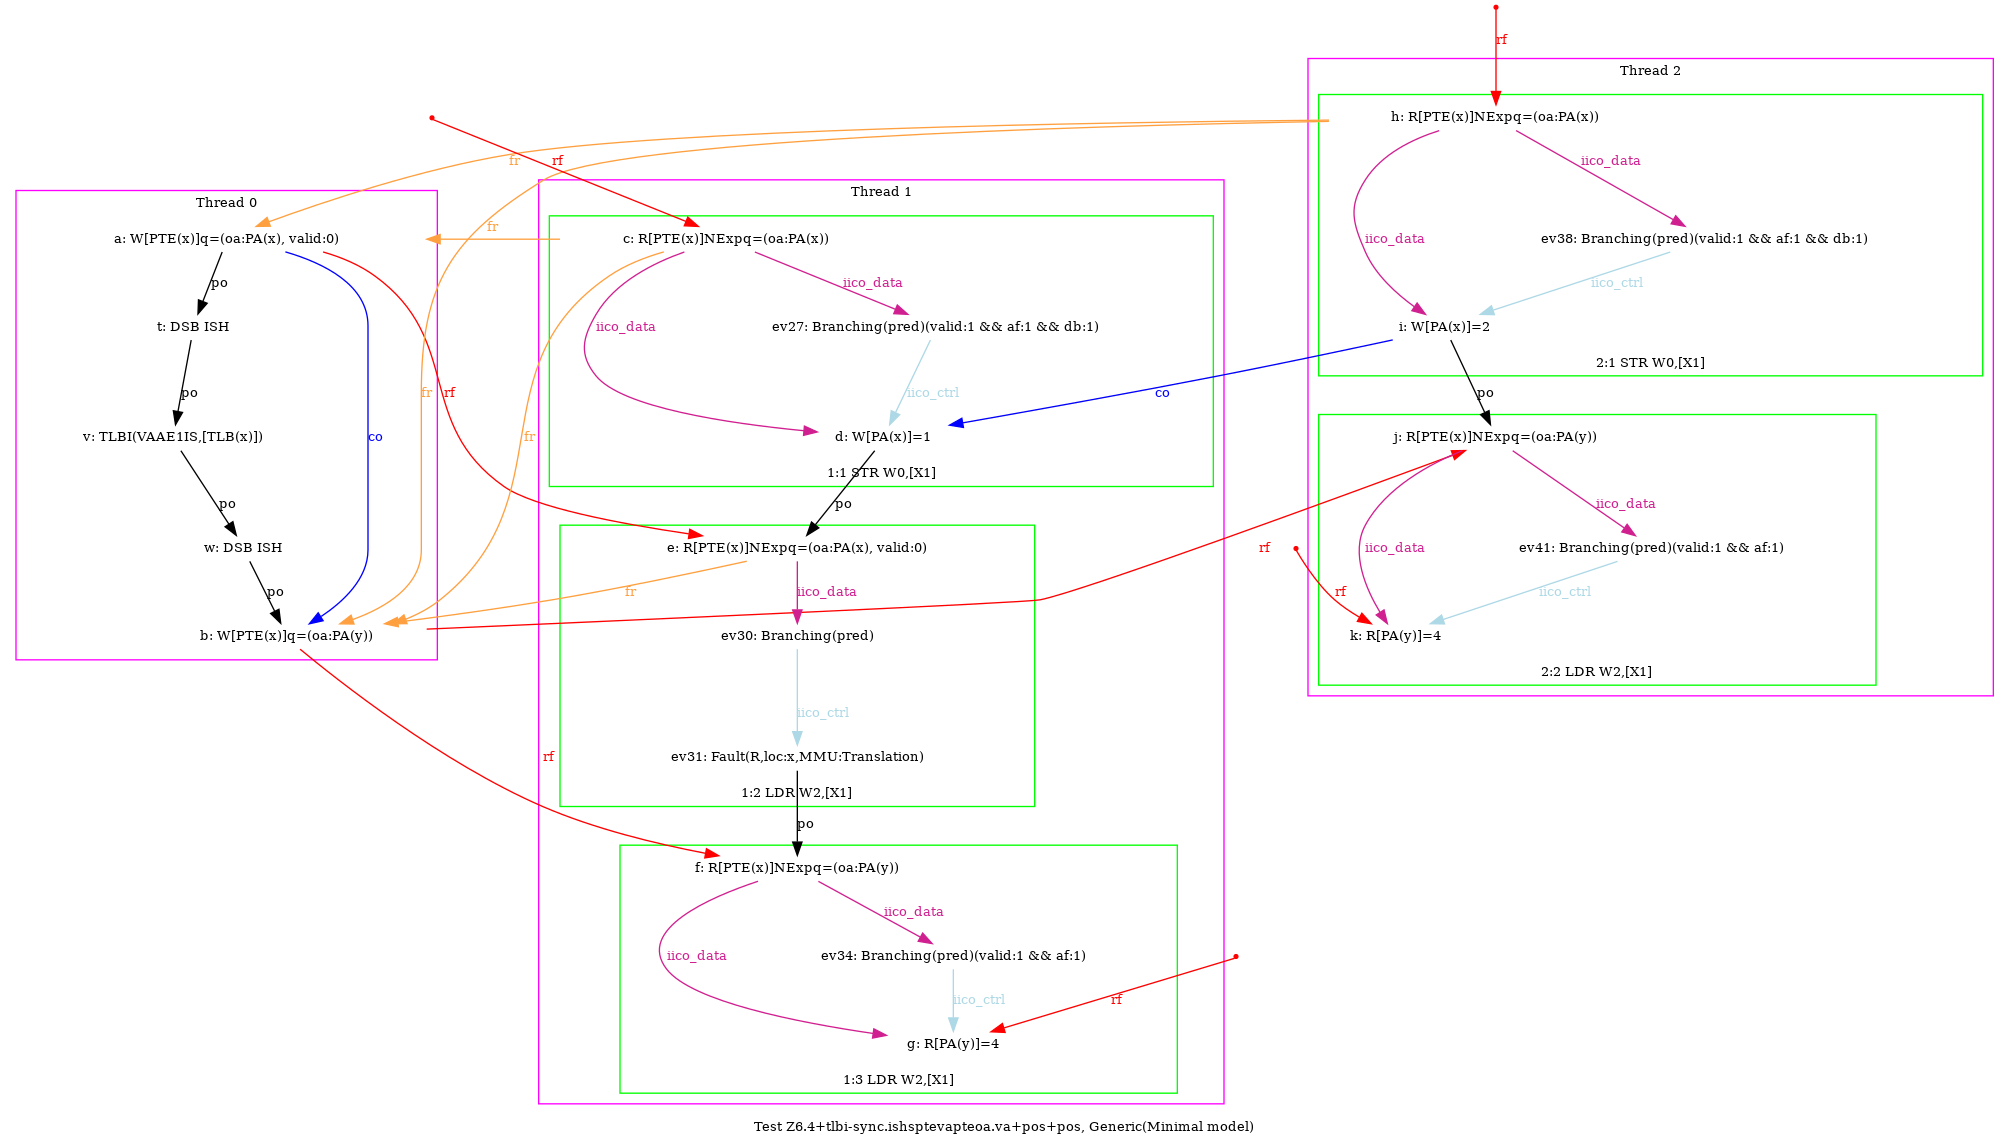 rf
Thread 2
h: R[PTE(x)]NExpq=(oa:PA(x))
fr
rf
iico_data
Thread 0
Thread 1
a: W[PTE(x)]q=(oa:PA(x), valid:0)
fr
c: R[PTE(x)]NExpq=(oa:PA(x))
iico_data
ev38: Branching(pred)(valid:1 && af:1 && db:1)
po
iico_data
iico_ctrl
t: DSB ISH
iico_data
ev27: Branching(pred)(valid:1 && af:1 && db:1)
i: W[PA(x)]=2
2:1 STR W0,[X1]
po
fr
rf
iico_ctrl
co
po
v: TLBI(VAAE1IS,[TLB(x)])
co
fr
d: W[PA(x)]=1
j: R[PTE(x)]NExpq=(oa:PA(y))
1:1 STR W0,[X1]
po
po
iico_data
w: DSB ISH
e: R[PTE(x)]NExpq=(oa:PA(x), valid:0)
rf
iico_data
ev41: Branching(pred)(valid:1 && af:1)
po
fr
iico_data
rf
iico_ctrl
b: W[PTE(x)]q=(oa:PA(y))
ev30: Branching(pred)
k: R[PA(y)]=4
2:2 LDR W2,[X1]
iico_ctrl
rf
ev31: Fault(R,loc:x,MMU:Translation)
1:2 LDR W2,[X1]
po
f: R[PTE(x)]NExpq=(oa:PA(y))
iico_data
iico_data
ev34: Branching(pred)(valid:1 && af:1)
iico_ctrl
rf
g: R[PA(y)]=4
1:3 LDR W2,[X1]
Test Z6.4+tlbi-sync.ishsptevapteoa.va+pos+pos, Generic(Minimal model)